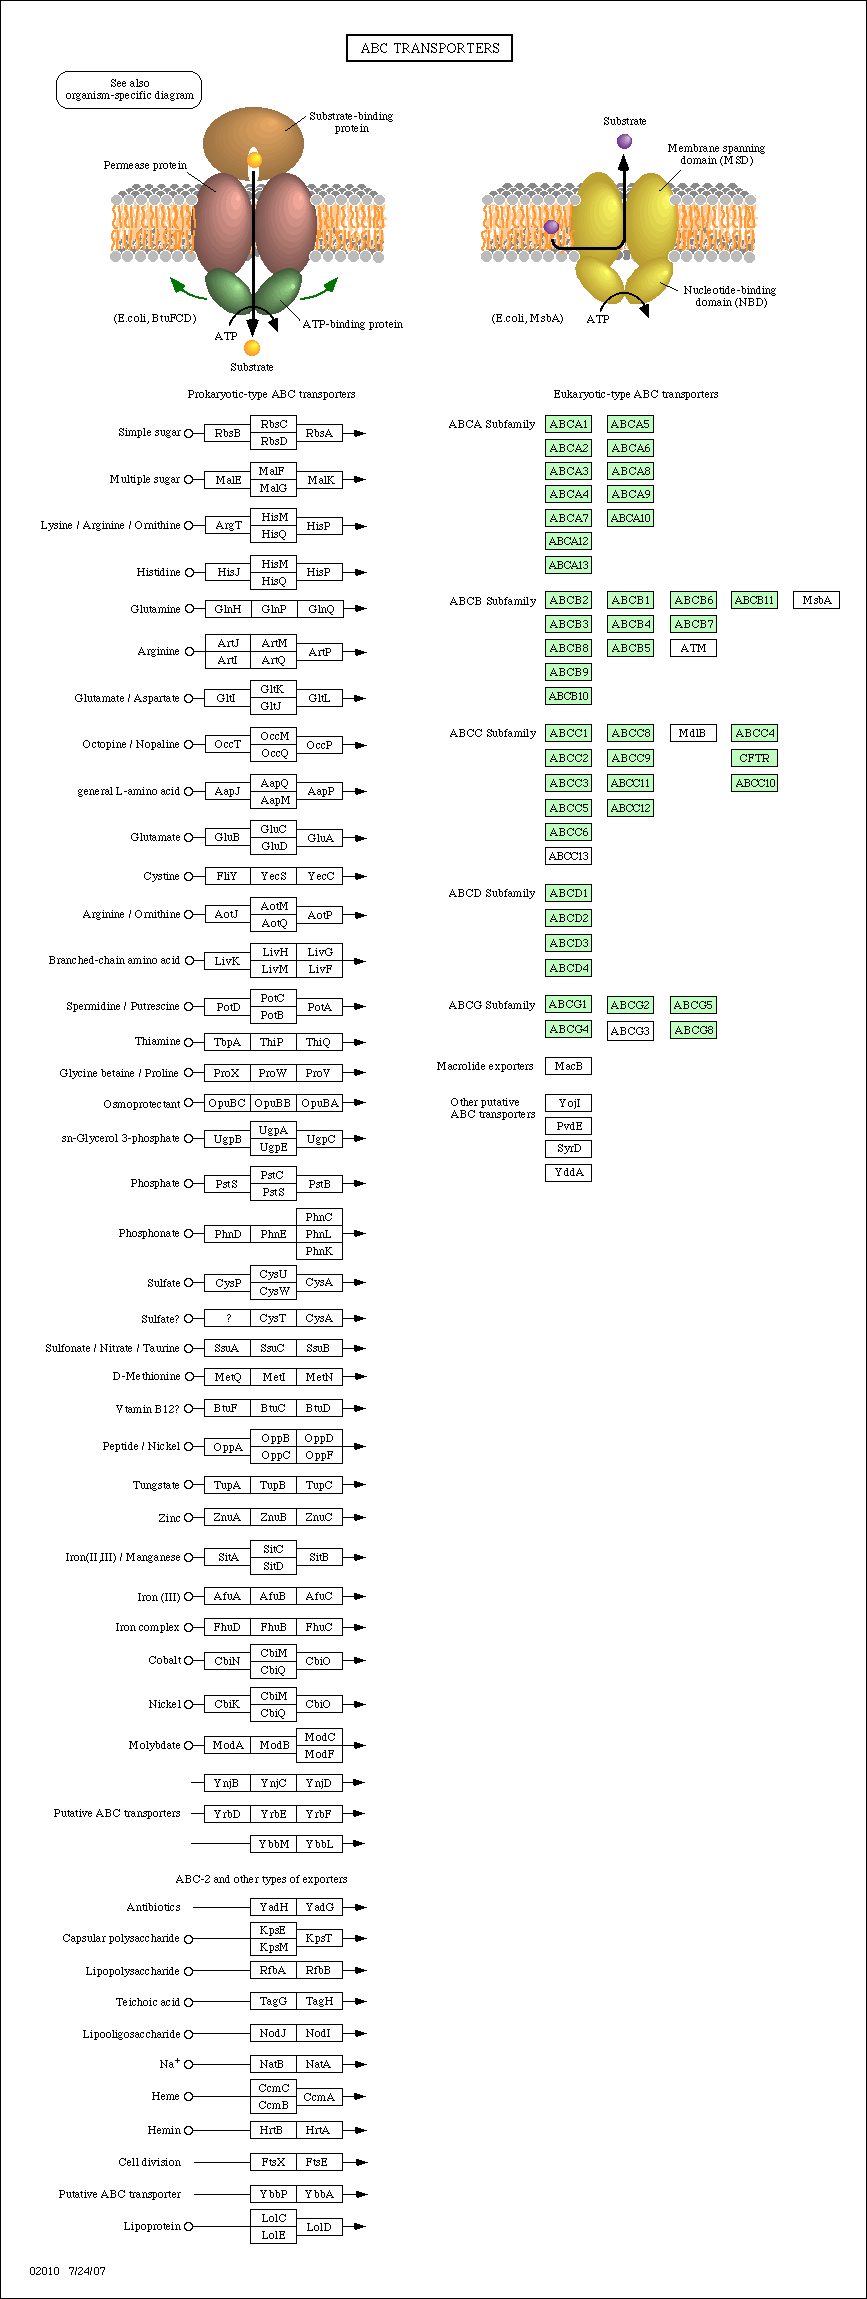 ABC TRANSPORTERS
See also
organism-specific diagram
Substrate-binding
protein
Permease protein
(E.coli, BtuFCD)
ATP
ATP-binding protein
Substrate
Substrate
Membrane spanning
domain (MSD)
Nucleotide-binding
domain (NBD)
(E.coli, MsbA)
ATP
Prokaryotic-type ABC transporters
Simple sugar RbsB RbsC RbsD RbsA
Multiple sugar MalE MalF MalG MalK
Lysine / Arginine / Ornithine ArgT HisM HisQ HisP
Histidine HisJ HisM HisQ HisP
Glutamine GlnH GlnP GlnQ
Arginine ArtJ ArtI ArtM ArtQ ArtP
Glutamate / Aspartate GltI GltK GltJ GltL
Octopine / Nopaline OccT OccM OccQ OccP
general L-amino acid AapJ AapQ AapM AapP
Glutamate GluB GluC GluD GluA
Cystine FliY YecS YecC
Arginine / Ornithine AotJ AotM AotQ AotP
Branched-chain amino acid LivK LivH LivM LivG LivF
Spermidine / Putrescine PotD PotC PotB PotA
Thiamine TbpA ThiP ThiQ
Glycine betaine / Proline ProX ProW ProV
Osmoprotectant OpuBC OpuBB OpuBA
sn-Glycerol 3-phosphate UgpB UgpA UgpE UgpC
Phosphate PstS PstC PstS PstB
Phosphonate PhnD PhnE PhnC PhnL PhnK
Sulfate CysP CysU CysW CysA
Sulfate? ? CysT CysA
Sulfonate / Nitrate / Taurine SsuA SsuC SsuB
D-Methionine MetQ MetI MetN
Vtamin B12? BtuF BtuC BtuD
Peptide / Nickel OppA OppB OppC OppD OppF
Tungstate TupA TupB TupC
Zinc ZnuA ZnuB ZnuC
Iron(II,III) / Manganese SitA SitC SitD SitB
Iron (III) AfuA AfuB AfuC
Iron complex FhuD FhuB FhuC
Cobalt CbiN CbiM CbiQ CbiO
Nickel CbiK CbiM CbiQ CbiO
Molybdate ModA ModB ModC ModF
YnjB YnjC YnjD
Putative ABC transporters YrbD YrbE YrbF
YbbM YbbL
ABC-2 and other types of exporters
Antibiotics YadH YadG
Capsular polysaccharide KpsE KpsM KpsT
Lipopolysaccharide RfbA RfbB
Teichoic acid TagG TagH
Lipooligosaccharide NodJ NodI
Na+ NatB NatA
Heme CcmC CcmB CcmA
Hemin HrtB HrtA
Cell division FtsX FtsE
Putative ABC transporter YbbP YbbA
Lipoprotein LolC LolE LolD
Eukaryotic-type ABC transporters
ABCA Subfamily ABCA1 ABCA5
ABCA2 ABCA6
ABCA3 ABCA8
ABCA4 ABCA9
ABCA7 ABCA10
ABCA12
ABCA13
ABCB Subfamily ABCB2 ABCB1 ABCB6 ABCB11 MsbA
ABCB3 ABCB4 ABCB7
ABCB8 ABCB5 ATM
ABCB9
ABCB10
ABCC Subfamily ABCC1 ABCC8 MdlB ABCC4
ABCC2 ABCC9 CFTR
ABCC3 ABCC11 ABCC10
ABCC5 ABCC12
ABCC6
ABCC13
ABCD Subfamily ABCD1
ABCD2
ABCD3
ABCD4
ABCG Subfamily ABCG1 ABCG2 ABCG5
ABCG4 ABCG3 ABCG8
Macrolide exporters MacB
Other putative
ABC transporters
YojI
PvdE
SyrD
YddA
02010 7/24/07